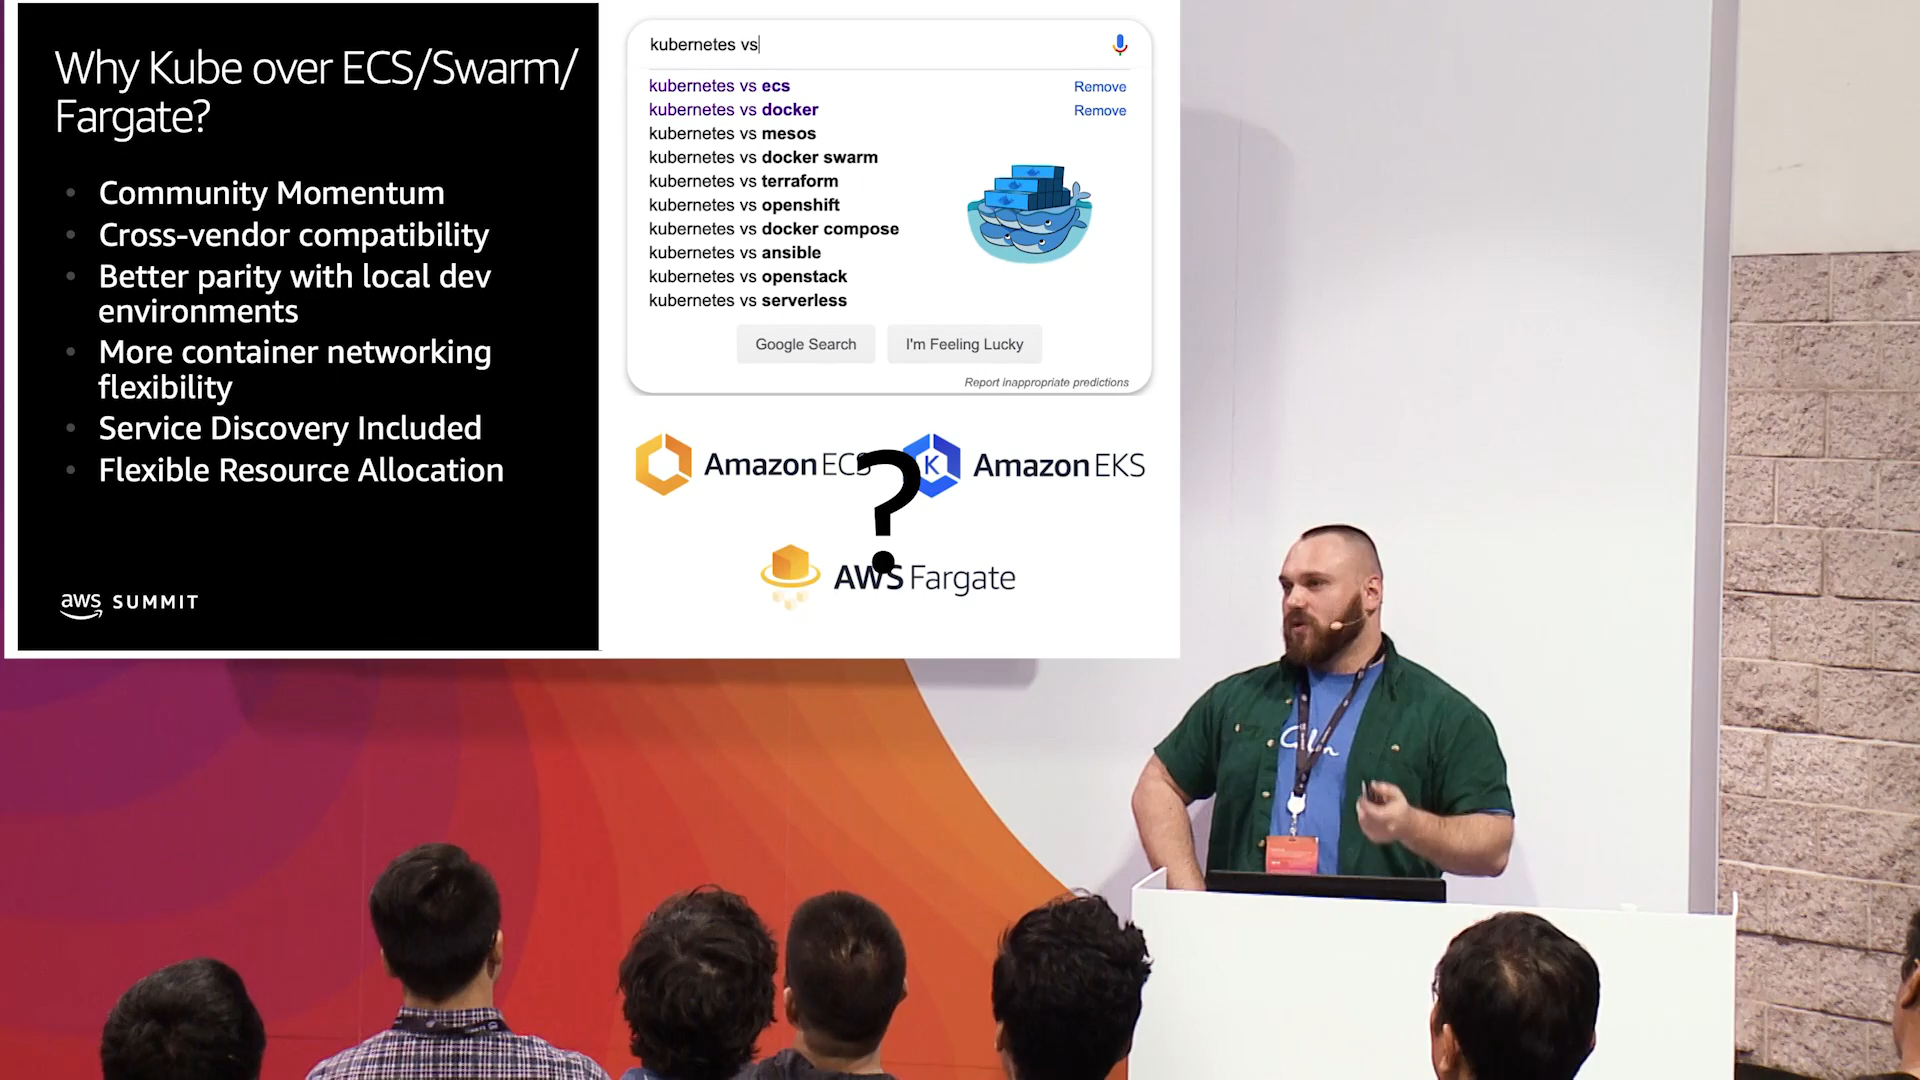 Why Kube over ECS/Swarm/
Fargate?
• Community Momentum
• Cross-vendor compatibility
• Better parity with local dev
environments
• More container networking
flexibility
• Service Discovery Included
• Flexible Resource Allocation
aws SUMMIT
kubernetes vs
kubernetes vs ecs Remove
kubernetes vs docker Remove
kubernetes vs mesos
kubernetes vs docker swarm
kubernetes vs terraform
kubernetes vs openshift
kubernetes vs docker compose
kubernetes vs ansible
kubernetes vs openstack
kubernetes vs serverless
Google Search I'm Feeling Lucky
Report inappropriate predictions
Amazon ECS
K Amazon EKS
?
AWS Fargate